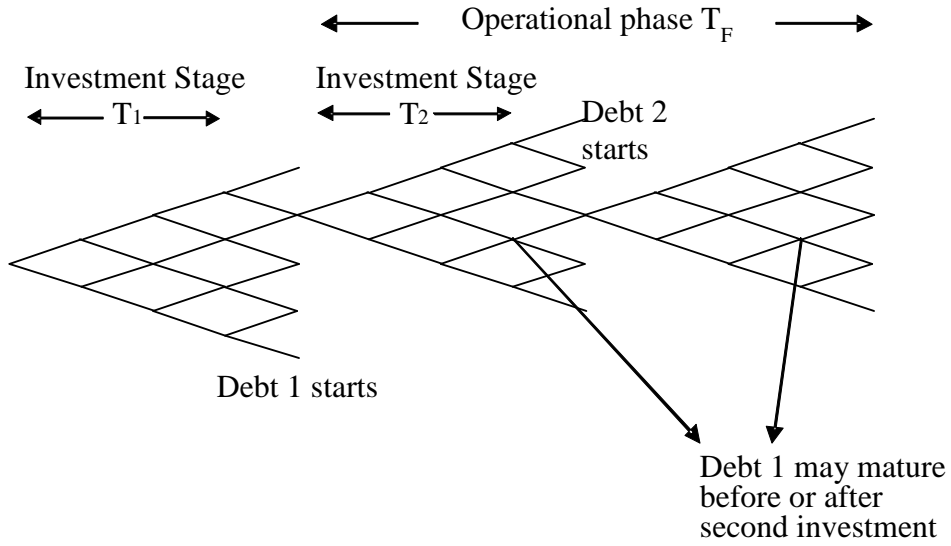 Operational phase TF
Investment Stage
T1
Investment Stage
T2
Debt 2
starts
Debt 1 starts
Debt 1 may mature
before or after
second investment